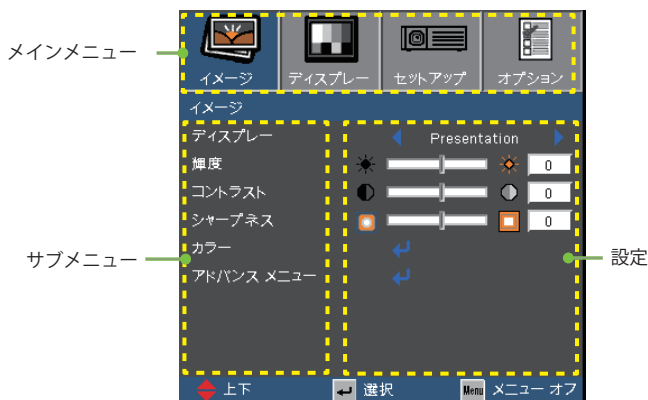 メインメニュー
イメージ ディスプレー セットアップ オプション
イメージ
ディスプレー Presentation
輝度 0
コントラスト 0
シャープネス 0
カラー
サブメニュー
設定
アドバンス メニュー
上下 選択 Menu メニュー オフ